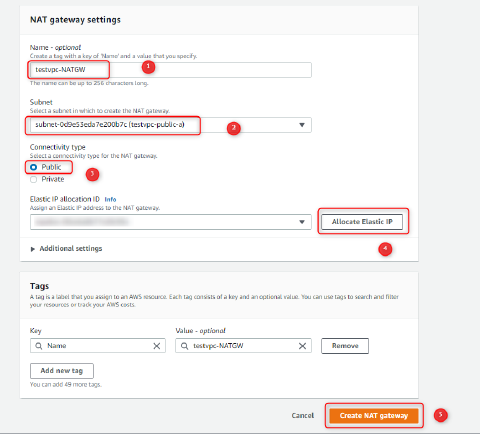 NAT gateway settings
Name - optional
Create a tag with a key of 'Name' and a value that you specify.
testvpc-NATGW
1
The name can be up to 256 characters long.
Subnet
Select a subnet in which to create the NAT gateway.
subnet-0d9e53eda7e200b7c (testvpc-public-a)
2
Connectivity type
Select a connectivity type for the NAT gateway.
Public
3
Private
Elastic IP allocation ID Info
Assign an Elastic IP address to the NAT gateway.
Allocate Elastic IP
4
Additional settings
Tags
A tag is a label that you assign to an AWS resource. Each tag consists of a key and an optional value. You can use tags to search and filter
your resources or track your AWS costs.
Key Value - optional
Name testvpc-NATGW Remove
Add new tag
You can add 49 more tags.
Cancel Create NAT gateway 5